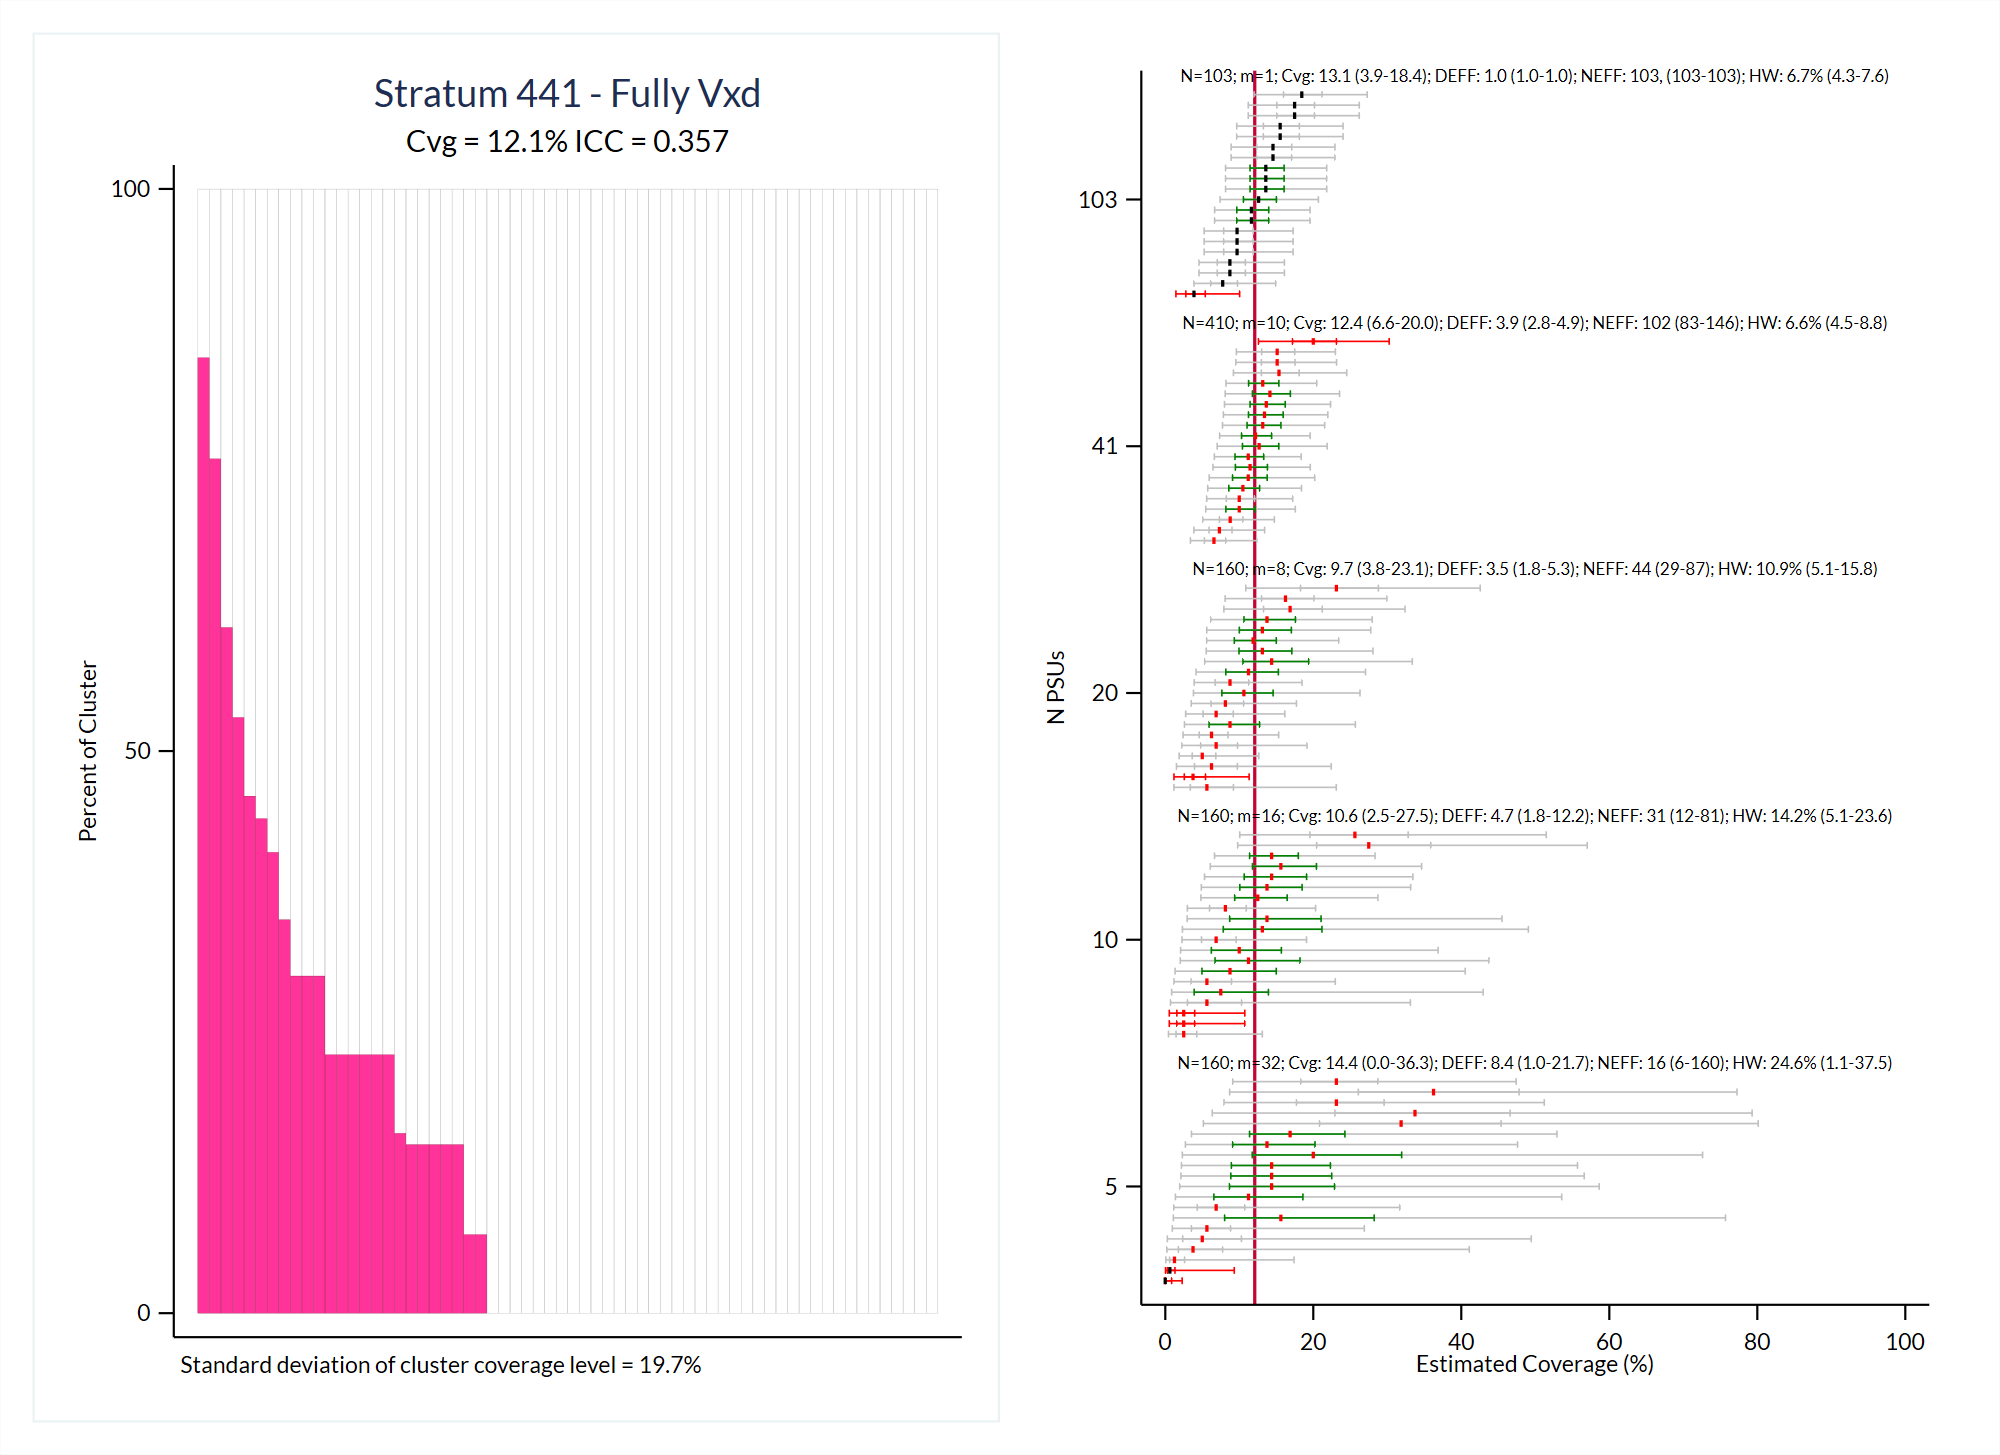 Stratum 441 - Fully Vxd
Cvg = 12.1% ICC = 0.357
100
50
0
Percent of Cluster
Standard deviation of cluster coverage level = 19.7%
N=103; m=1; Cvg: 13.1 (3.9-18.4); DEFF: 1.0 (1.0-1.0); NEFF: 103, (103-103); HW: 6.7% (4.3-7.6)
103
N=410; m=10; Cvg: 12.4 (6.6-20.0); DEFF: 3.9 (2.8-4.9); NEFF: 102 (83-146); HW: 6.6% (4.5-8.8)
41
N=160; m=8; Cvg: 9.7 (3.8-23.1); DEFF: 3.5 (1.8-5.3); NEFF: 44 (29-87); HW: 10.9% (5.1-15.8)
20
N=160; m=16; Cvg: 10.6 (2.5-27.5); DEFF: 4.7 (1.8-12.2); NEFF: 31 (12-81); HW: 14.2% (5.1-23.6)
10
N=160; m=32; Cvg: 14.4 (0.0-36.3); DEFF: 8.4 (1.0-21.7); NEFF: 16 (6-160); HW: 24.6% (1.1-37.5)
5
N PSUs
0 20 40 60 80 100
Estimated Coverage (%)